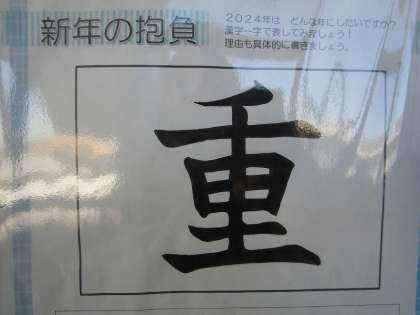 新年の抱負
2024年は　どんな年にしたいですか?
漢字一字で表してみましょう!
理由も具体的に書きましょう。
重